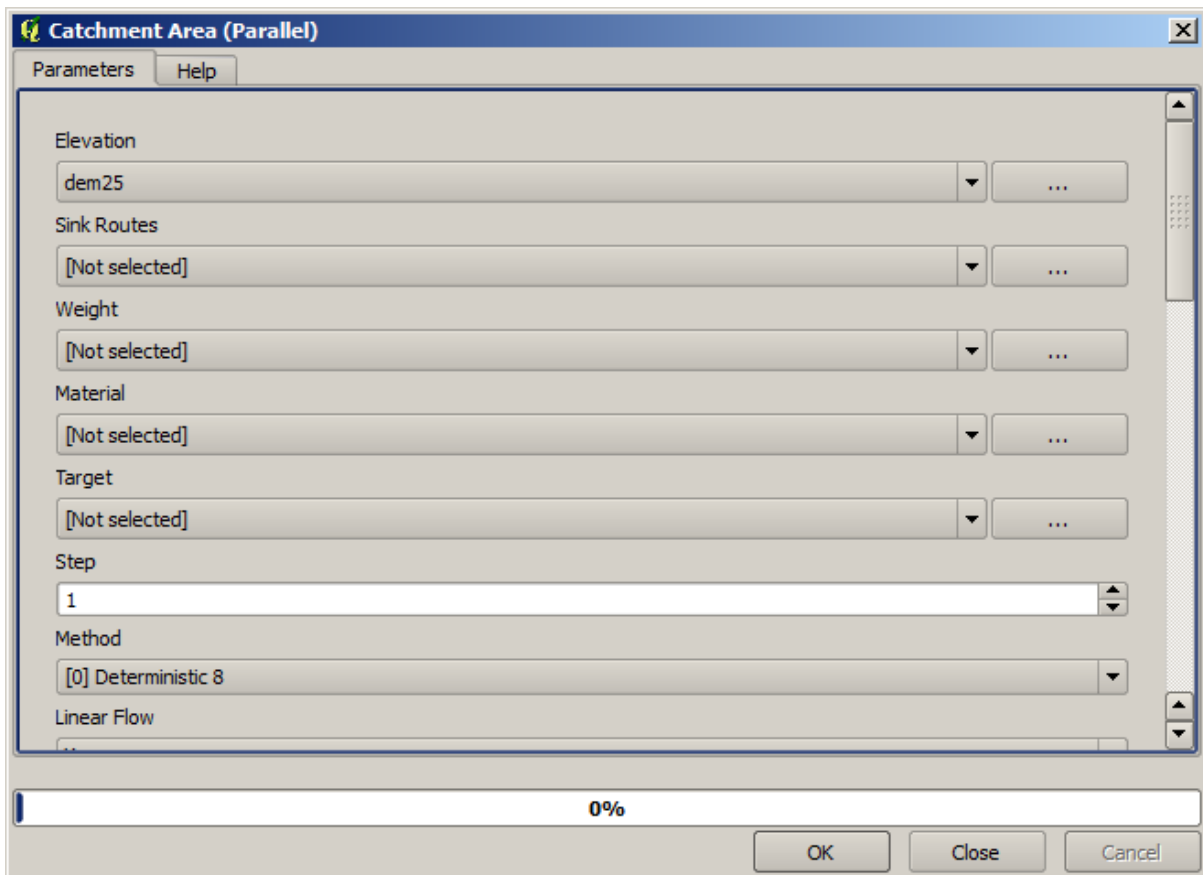 Catchment Area (Parallel)
Parameters Help
Elevation
dem25 ...
Sink Routes
[Not selected] ...
Weight
[Not selected] ...
Material
[Not selected] ...
Target
[Not selected] ...
Step
1
Method
[0] Deterministic 8
Linear Flow
0%
OK Close Cancel